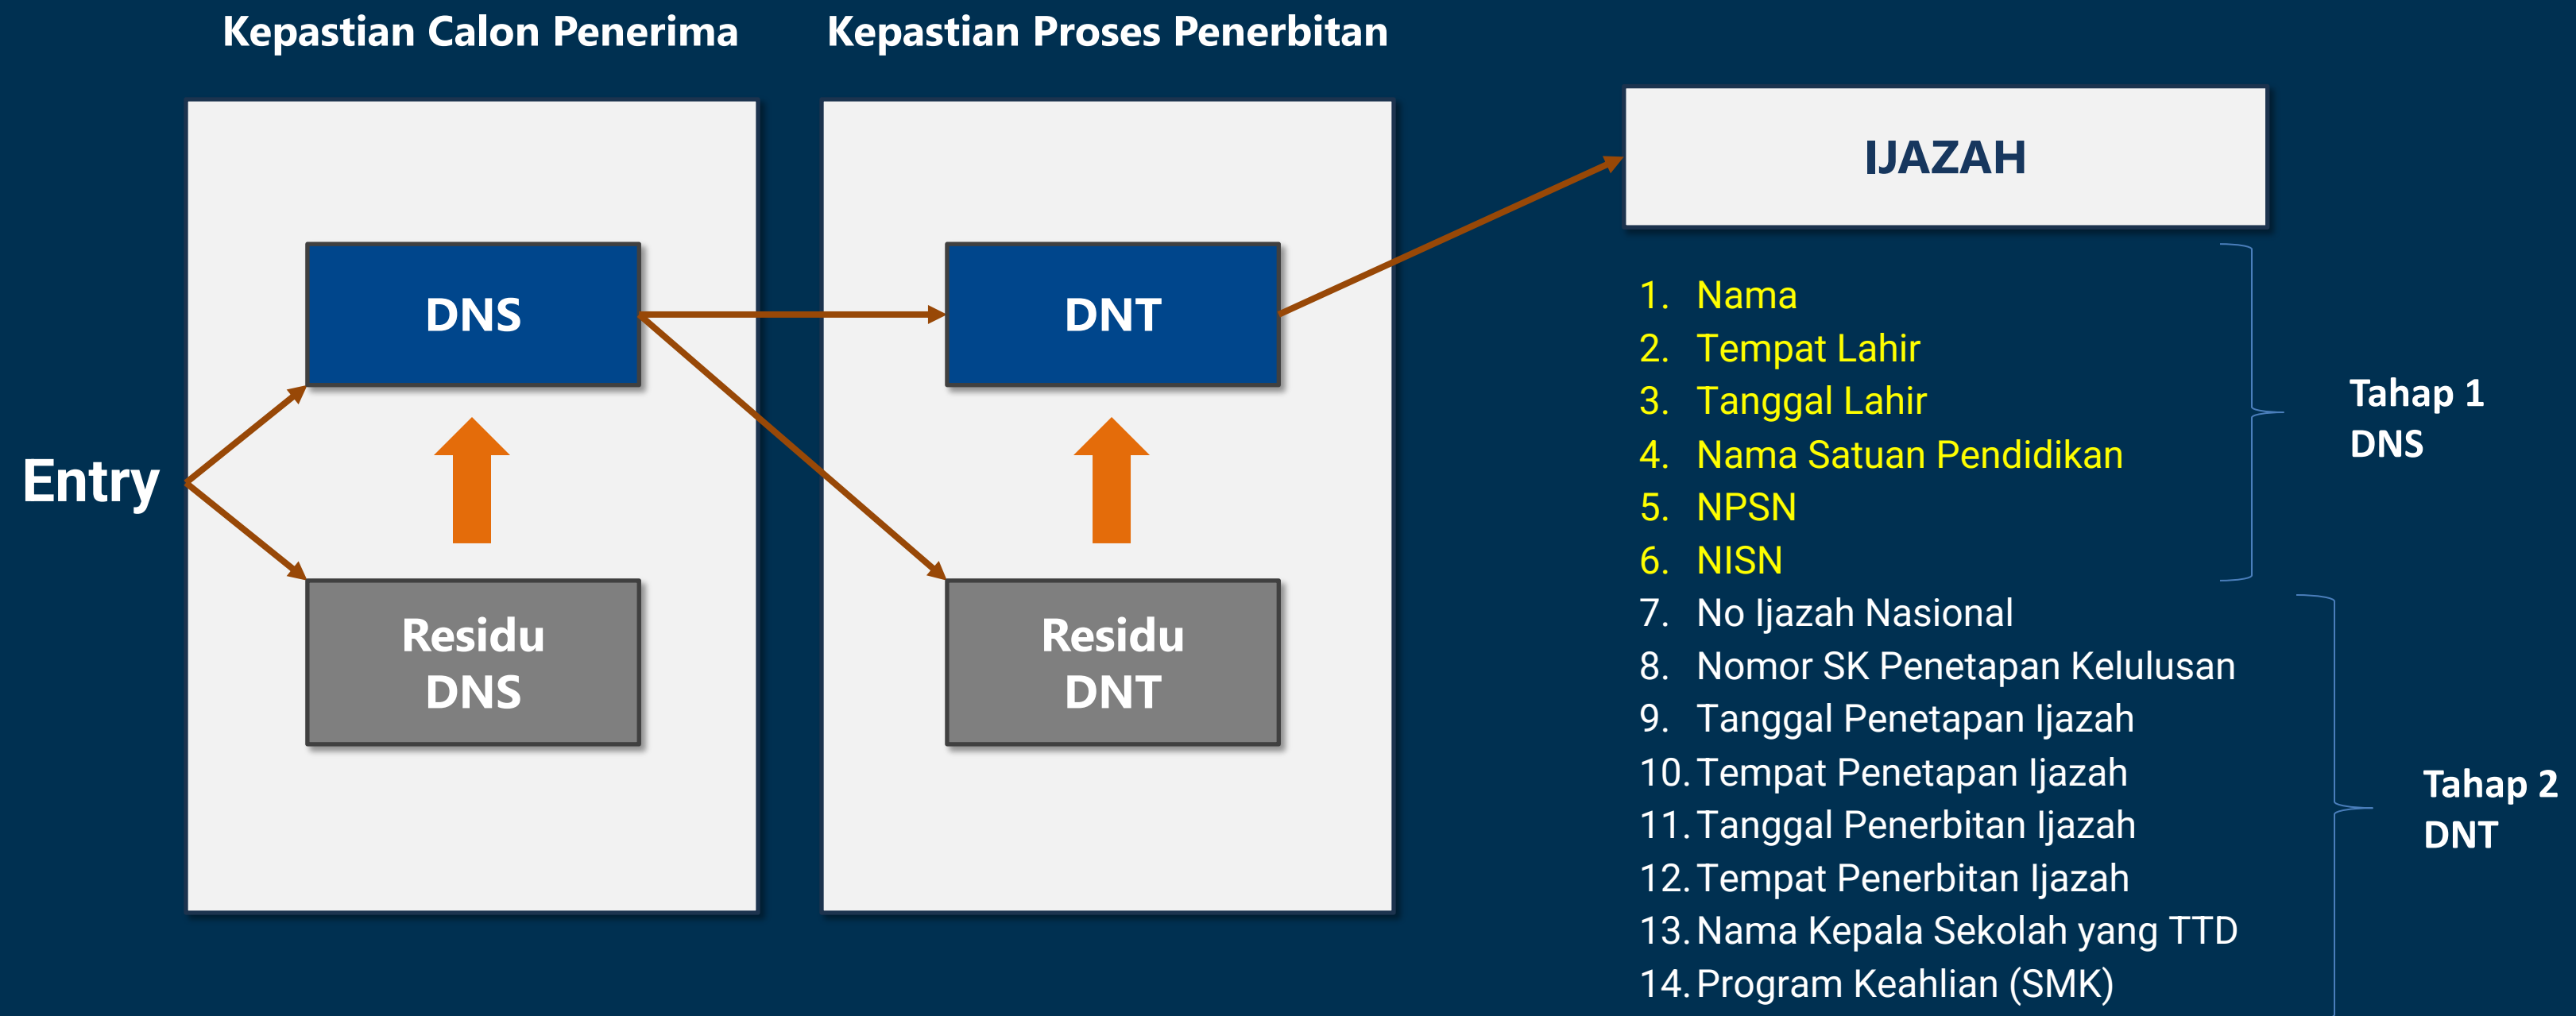 Kepastian Calon Penerima
Kepastian Proses Penerbitan
Entry
DNS
Residu
DNS
DNT
Residu
DNT
IJAZAH
1. Nama
2. Tempat Lahir
3. Tanggal Lahir
4. Nama Satuan Pendidikan
5. NPSN
6. NISN
7. No Ijazah Nasional
8. Nomor SK Penetapan Kelulusan
9. Tanggal Penetapan Ijazah
10. Tempat Penetapan Ijazah
11. Tanggal Penerbitan Ijazah
12. Tempat Penerbitan Ijazah
13. Nama Kepala Sekolah yang TTD
14. Program Keahlian (SMK)
Tahap 1
DNS
Tahap 2
DNT